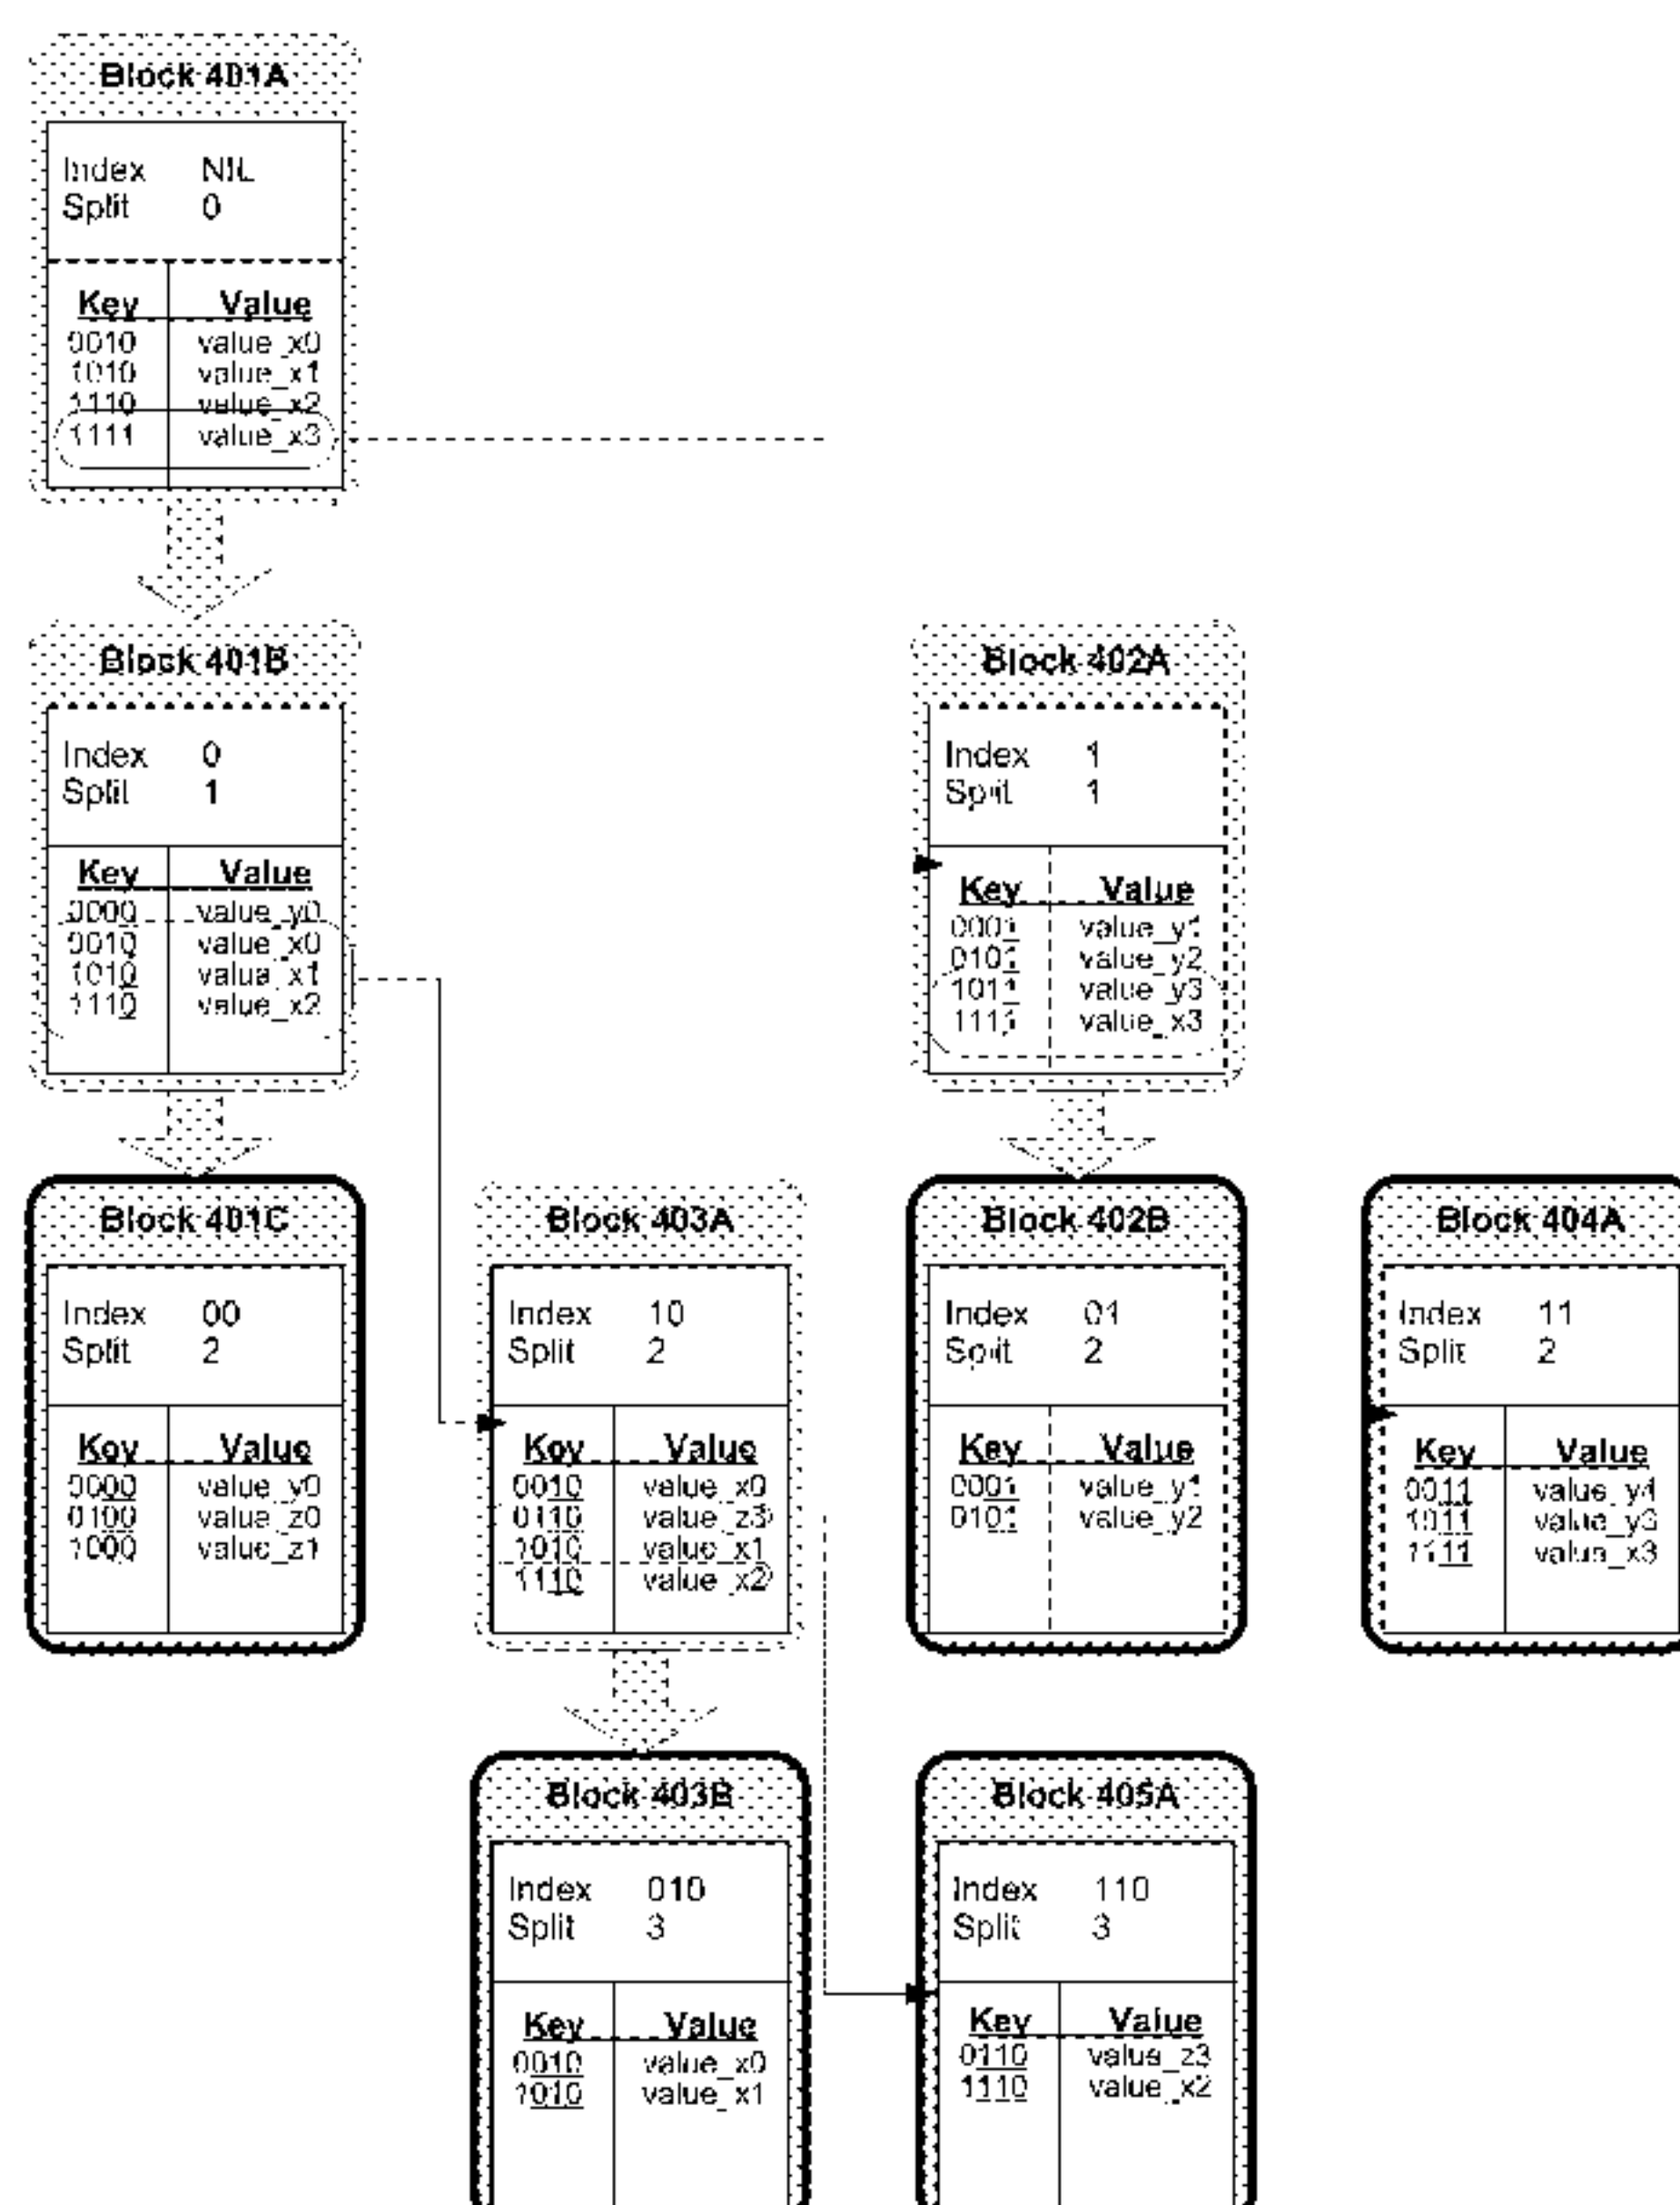 Block 401A
Index NIL
Split 0
Key Value
0010 value_x0
1010 value_x1
1110 value_x2
1111 value_x3
Block 401B
Index 0
Split 1
Key Value
0000 value_y0
0010 value_x0
1010 value_x1
1110 value_x2
Block 402A
Index 1
Split 1
Key Value
0001 value_y1
0101 value_y2
1011 value_y3
1111 value_x3
Block 401C
Index 00
Split 2
Key Value
0000 value_y0
0100 value_z0
1000 value_z1
Block 403A
Index 10
Split 2
Key Value
0010 value_x0
0110 value_z3
1010 value_x1
1110 value_x2
Block 402B
Index 01
Split 2
Key Value
0001 value_y1
0101 value_y2
Block 404A
Index 11
Split 2
Key Value
0011 value_y4
1011 value_y3
1111 value_x3
Block 403B
Index 010
Split 3
Key Value
0010 value_x0
1010 value_x1
Block 405A
Index 110
Split 3
Key Value
0110 value_z3
1110 value_x2